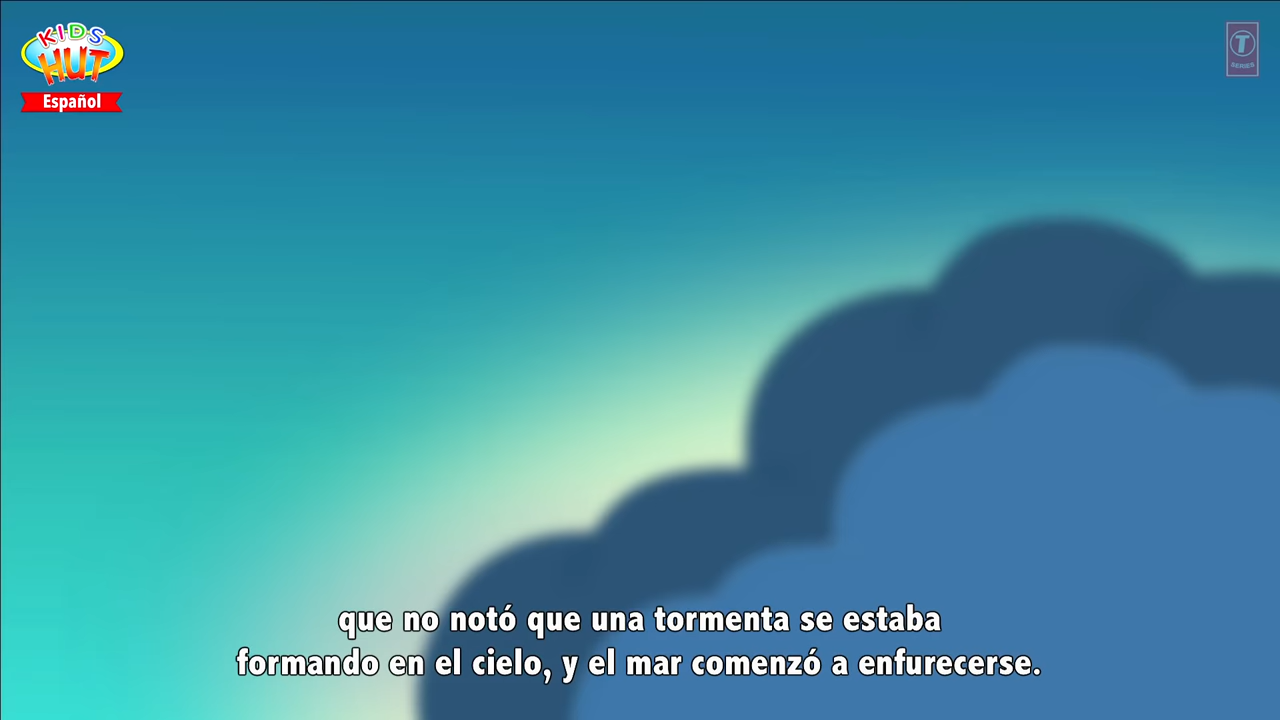 KIDS
HUT
Español
T
SERIES
que no notó que una tormenta se estaba
formando en el cielo, y el mar comenzó a enfurecerse.